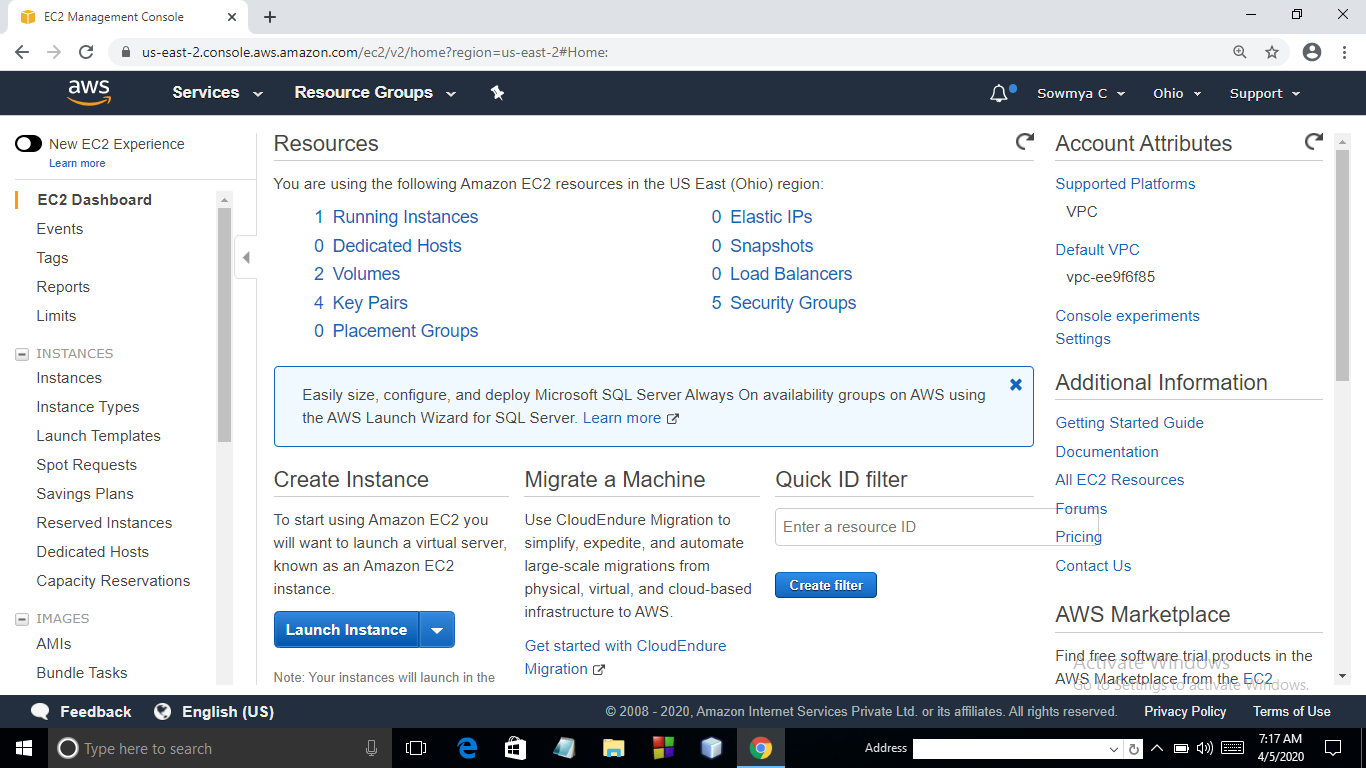 EC2 Management Console
us-east-2.console.aws.amazon.com/ec2/v2/home?region=us-east-2#Home:
aws
Services
Resource Groups
Sowmya C
Ohio
Support
New EC2 Experience
Learn more
EC2 Dashboard
Events
Tags
Reports
Limits
INSTANCES
Instances
Instance Types
Launch Templates
Spot Requests
Savings Plans
Reserved Instances
Dedicated Hosts
Capacity Reservations
IMAGES
AMIs
Bundle Tasks
Resources
You are using the following Amazon EC2 resources in the US East (Ohio) region:
1 Running Instances
0 Dedicated Hosts
2 Volumes
4 Key Pairs
0 Placement Groups
0 Elastic IPs
0 Snapshots
0 Load Balancers
5 Security Groups
Easily size, configure, and deploy Microsoft SQL Server Always On availability groups on AWS using
the AWS Launch Wizard for SQL Server. Learn more
Create Instance
To start using Amazon EC2 you
will want to launch a virtual server,
known as an Amazon EC2
instance.
Launch Instance
Note: Your instances will launch in the
Migrate a Machine
Use CloudEndure Migration to
simplify, expedite, and automate
large-scale migrations from
physical, virtual, and cloud-based
infrastructure to AWS.
Get started with CloudEndure
Migration
Quick ID filter
Enter a resource ID
Create filter
Account Attributes
Supported Platforms
VPC
Default VPC
vpc-ee9f6f85
Console experiments
Settings
Additional Information
Getting Started Guide
Documentation
All EC2 Resources
Forums
Pricing
Contact Us
AWS Marketplace
Find free software trial products in the
AWS Marketplace from the EC2
Activate Windows
Go to Settings to activate Windows.
Feedback
English (US)
© 2008 - 2020, Amazon Internet Services Private Ltd. or its affiliates. All rights reserved.
Privacy Policy
Terms of Use
Type here to search
Address
7:17 AM
4/5/2020